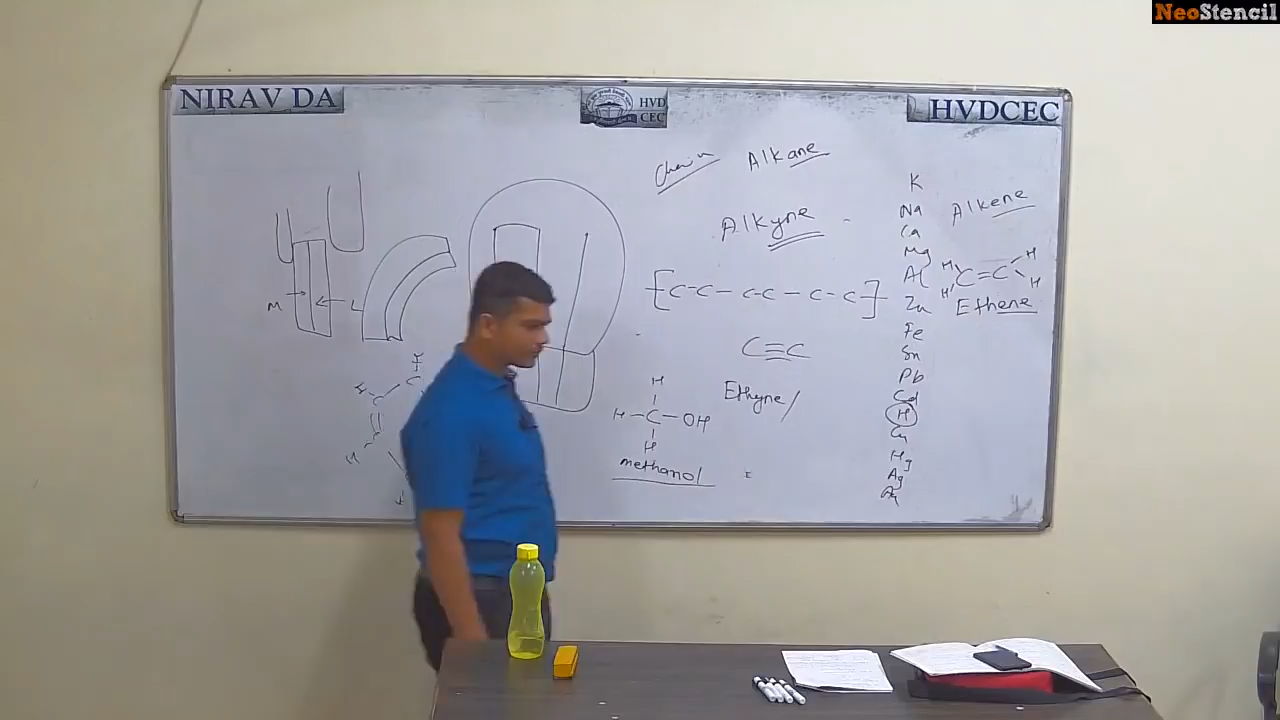 NeoStencil
NIRAV DA
HVD
CEC
HVDCEC
Chain
Alkane
Alkyne
[C-C-C-C-C-C]
C≡C
Ethyne/
H
H-C-OH
H
methanol
K
Na
Ca
Mg
Al
Zn
Fe
Sn
Pb
Cd
H
Cu
Hg
Ag
Alkene
H H
C=C
H H
Ethene
M
L